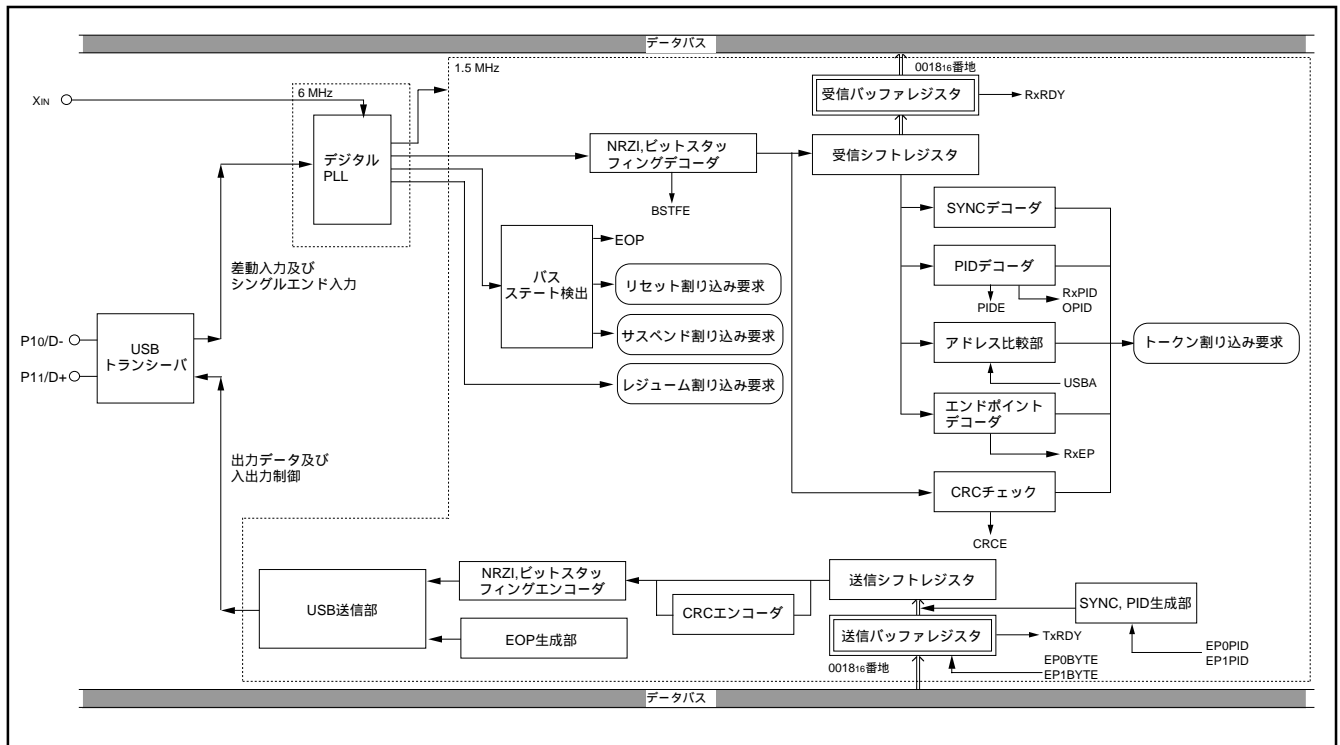 データバス
1.5 MHz
0018₁₆番地
6 MHz
XIN
受信バッファレジスタ
RxRDY
デジタル
PLL
NRZI,ビットスタッ
フィングデコーダ
受信シフトレジスタ
BSTFE
SYNCデコーダ
EOP
バス
ステート検出
PIDデコーダ
差動入力及び
シングルエンド入力
リセット割り込み要求
PIDE
RxPID
OPID
サスペンド割り込み要求
P10/D-
USB
トランシーバ
P11/D+
アドレス比較部
トークン割り込み要求
レジューム割り込み要求
USBA
エンドポイント
デコーダ
RxEP
出力データ及び
入出力制御
CRCチェック
CRCE
NRZI,ビットスタッ
フィングエンコーダ
送信シフトレジスタ
USB送信部
CRCエンコーダ
SYNC, PID生成部
EOP生成部
送信バッファレジスタ
TxRDY
EP0PID
EP1PID
0018₁₆番地
EP0BYTE
EP1BYTE
データバス